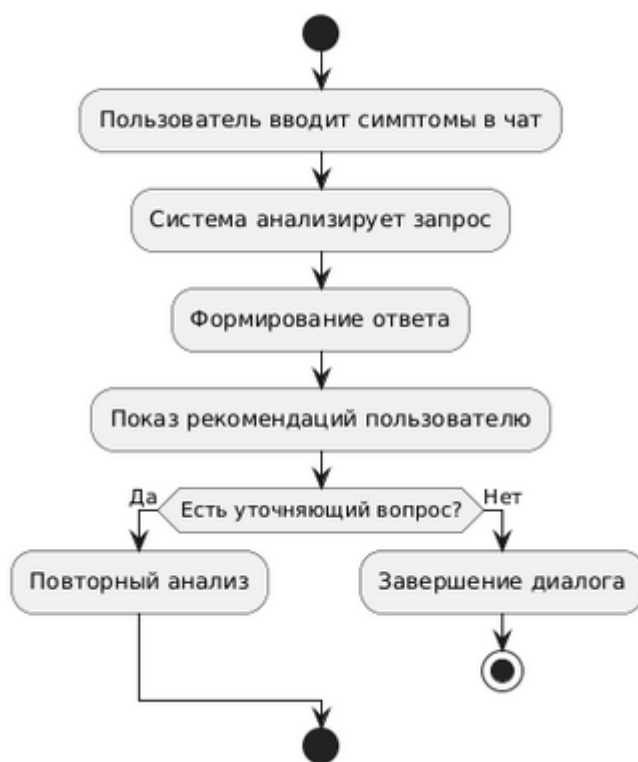 Пользователь вводит симптомы в чат
Система анализирует запрос
Формирование ответа
Показ рекомендаций пользователю
Да
Есть уточняющий вопрос?
Нет
Повторный анализ
Завершение диалога